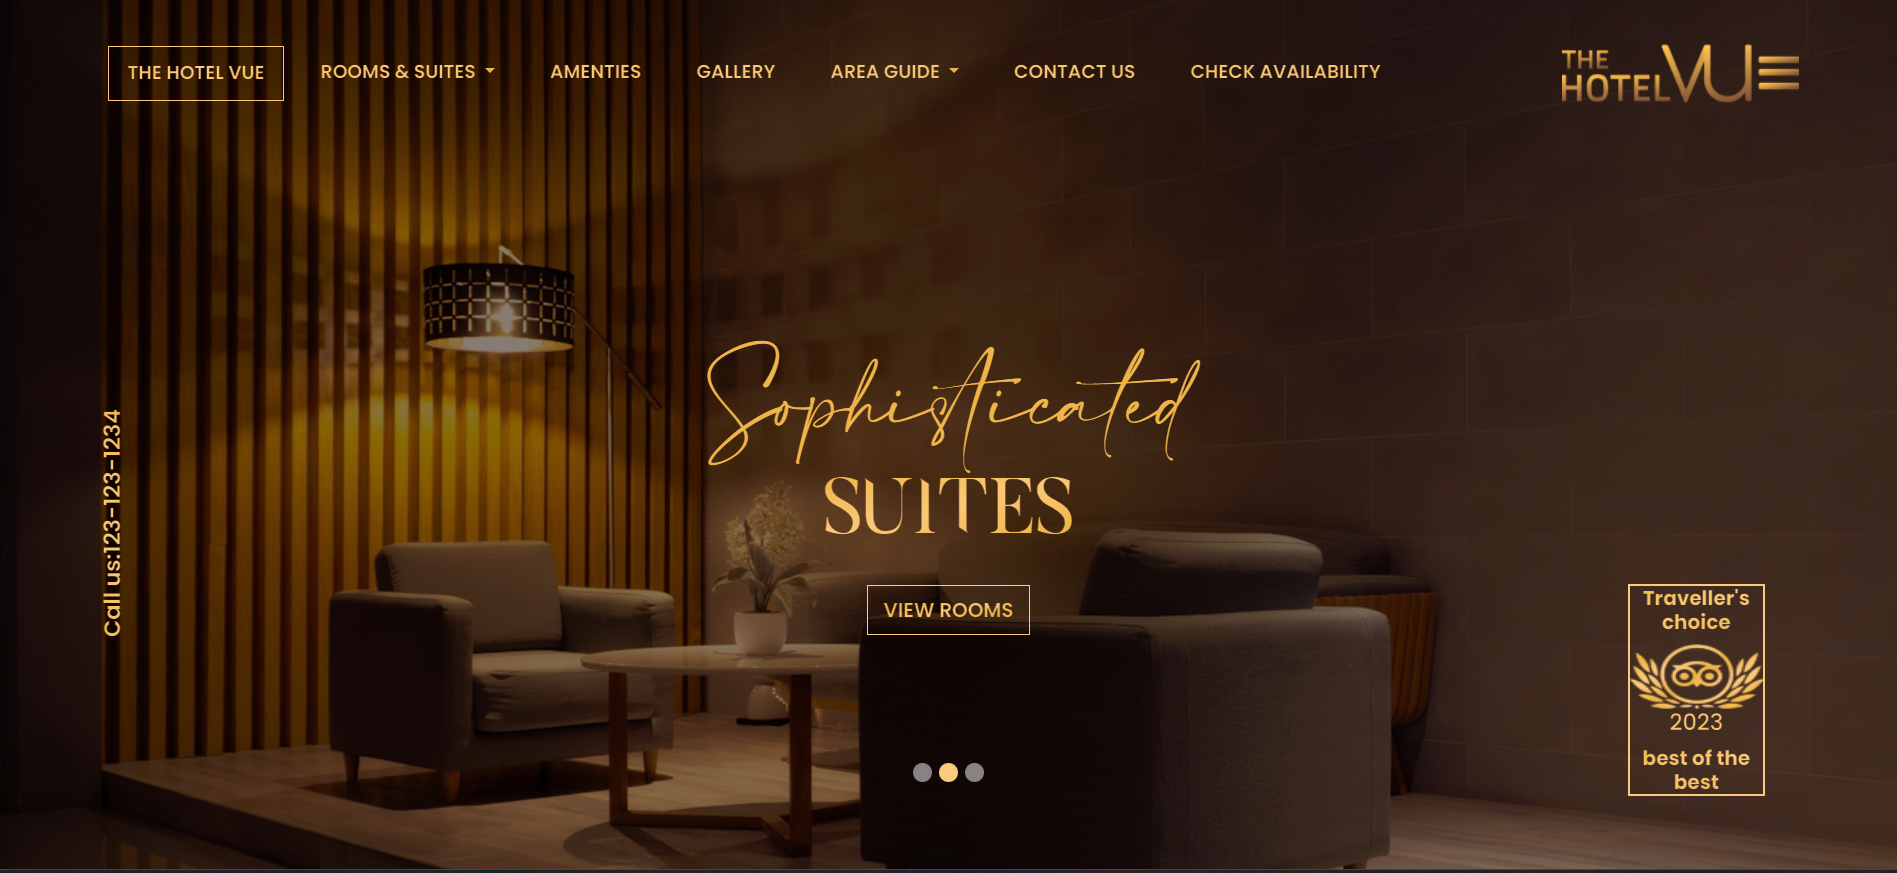 THE HOTEL VUE
ROOMS & SUITES
AMENTIES
GALLERY
AREA GUIDE
CONTACT US
CHECK AVAILABILITY
THE
HOTEL VUE
Call us:123-123-1234
Sophisticated
SUITES
VIEW ROOMS
Traveller's
choice
2023
best of the
best